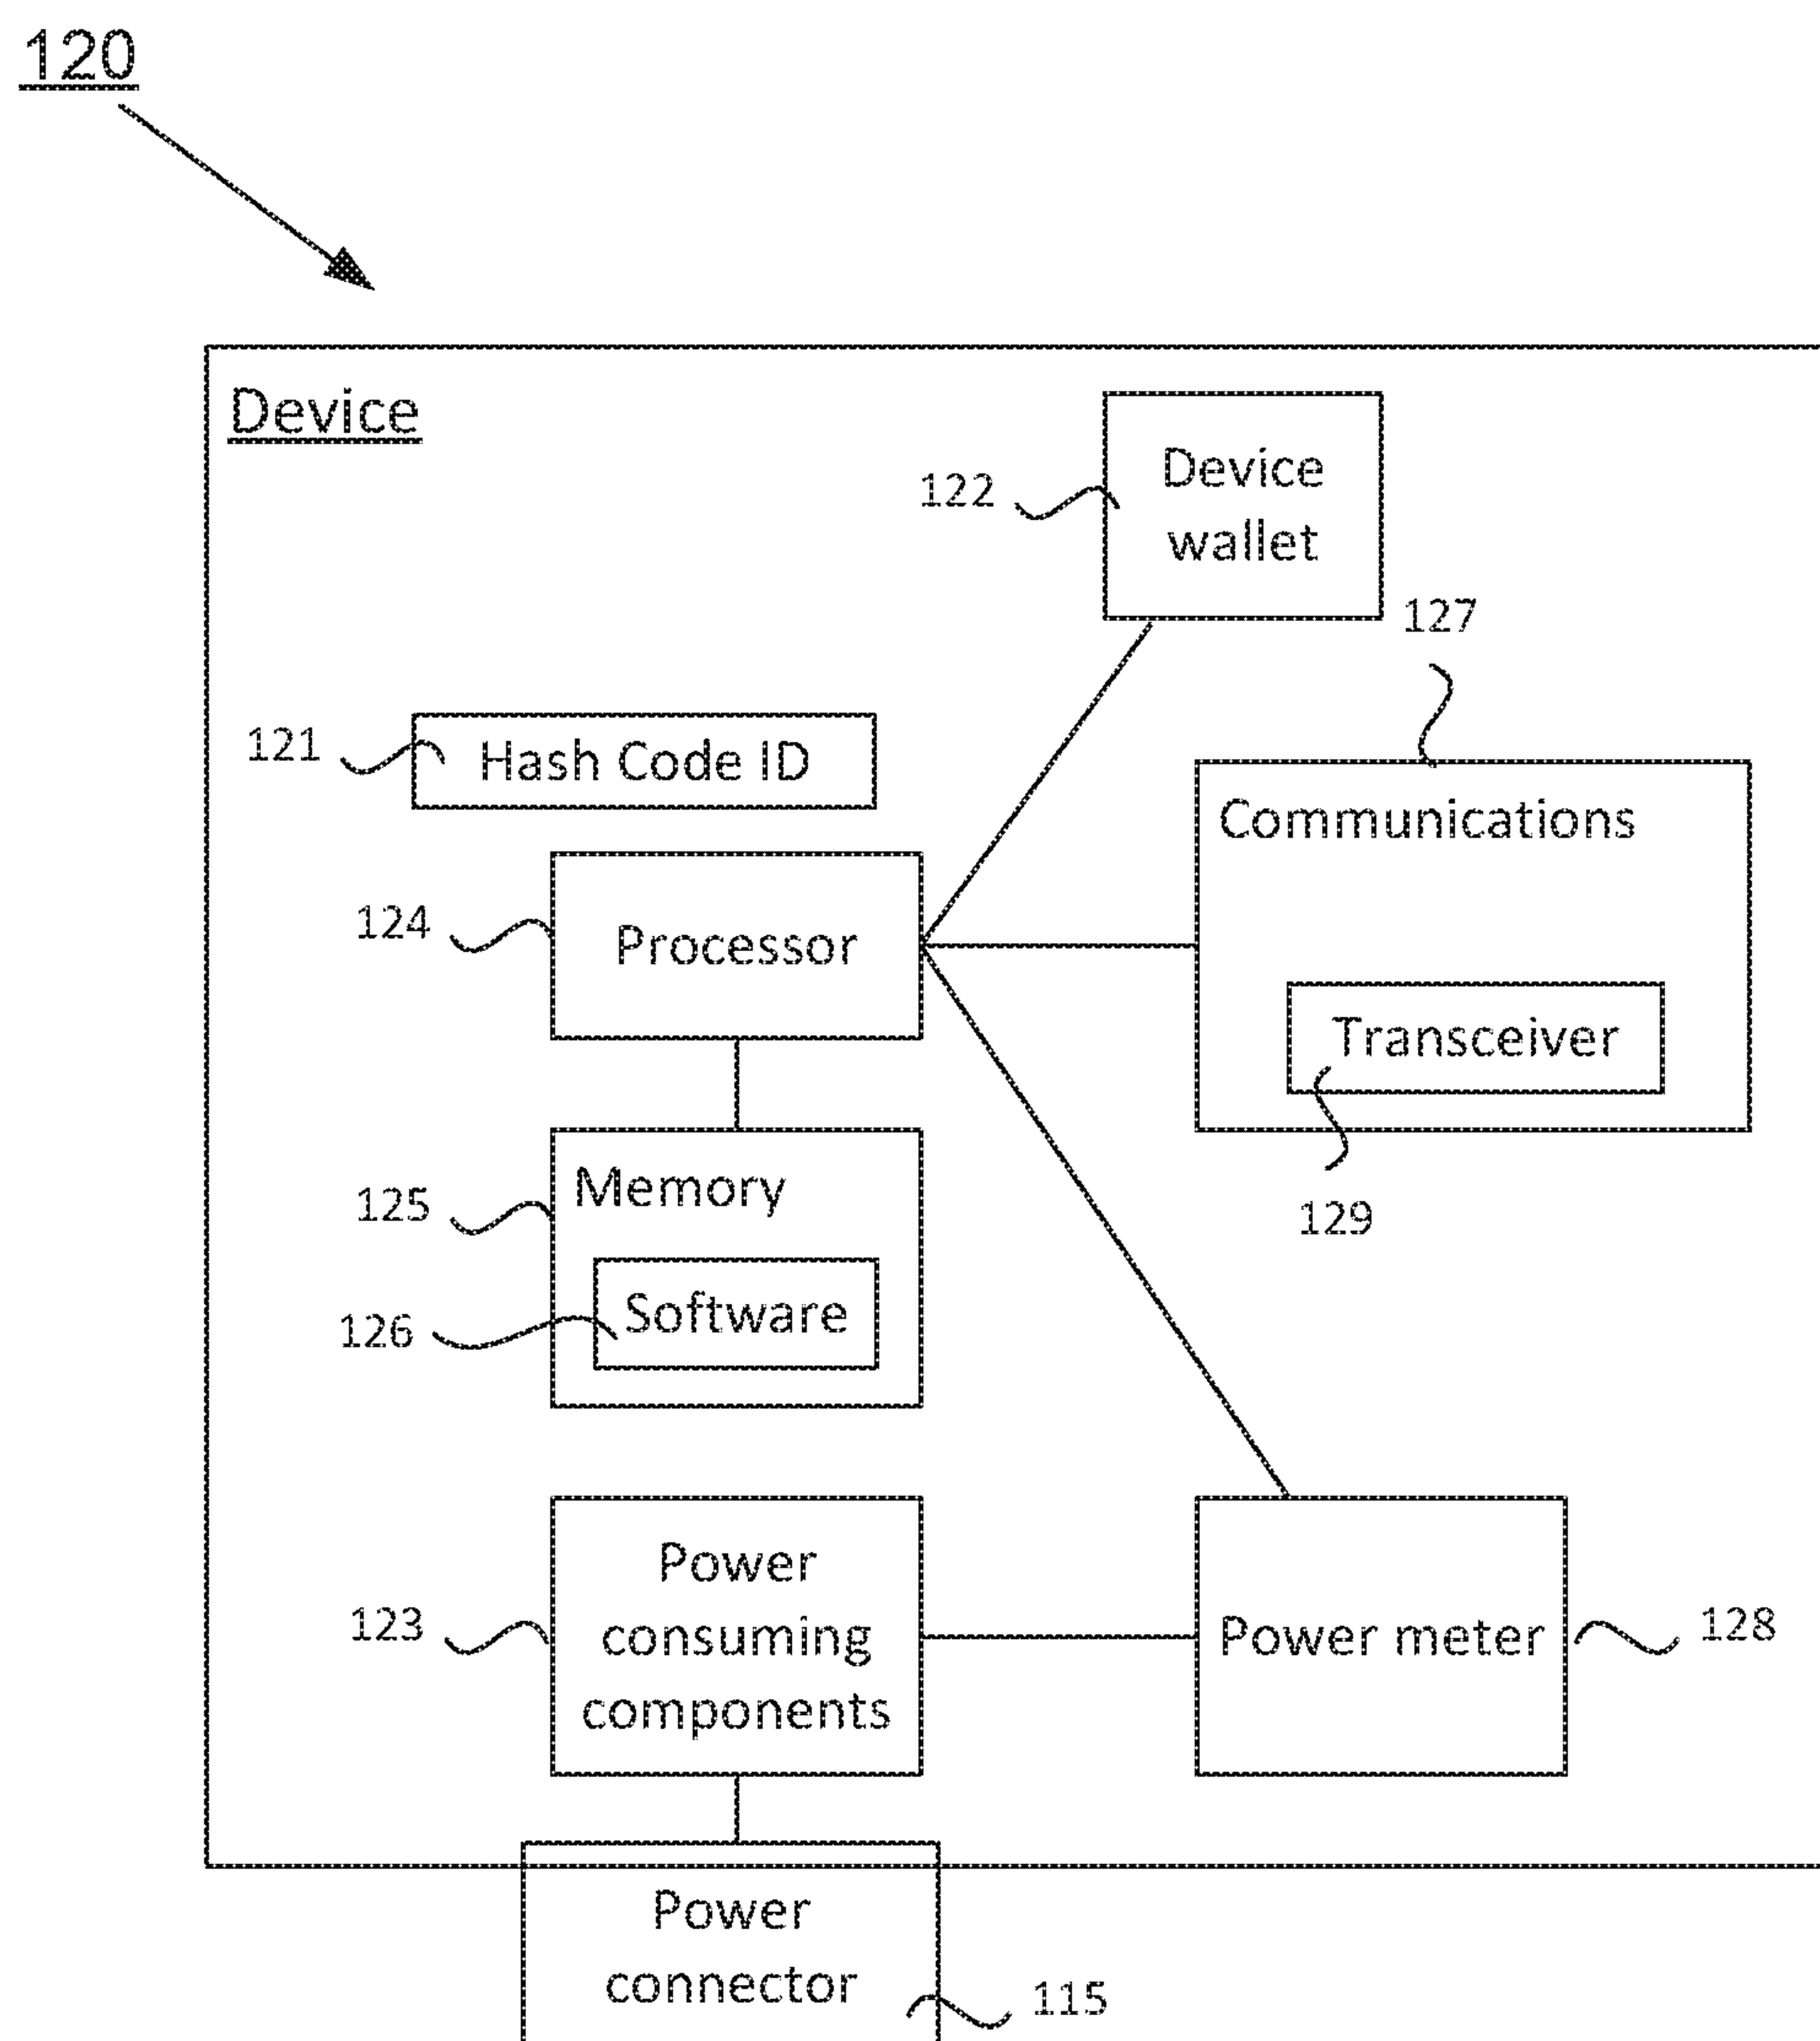 120
Device
Device
wallet
122
127
121
Hash Code ID
Communications
124
Processor
Transceiver
129
125
Memory
126
Software
Power
consuming
components
123
Power meter
128
Power
connector
115